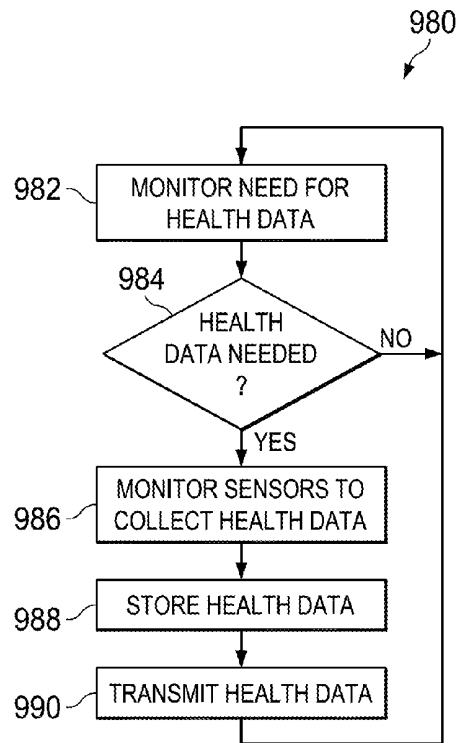 980
982
MONITOR NEED FOR
HEALTH DATA
984
HEALTH
DATA NEEDED
?
NO
YES
986
MONITOR SENSORS TO
COLLECT HEALTH DATA
988
STORE HEALTH DATA
990
TRANSMIT HEALTH DATA